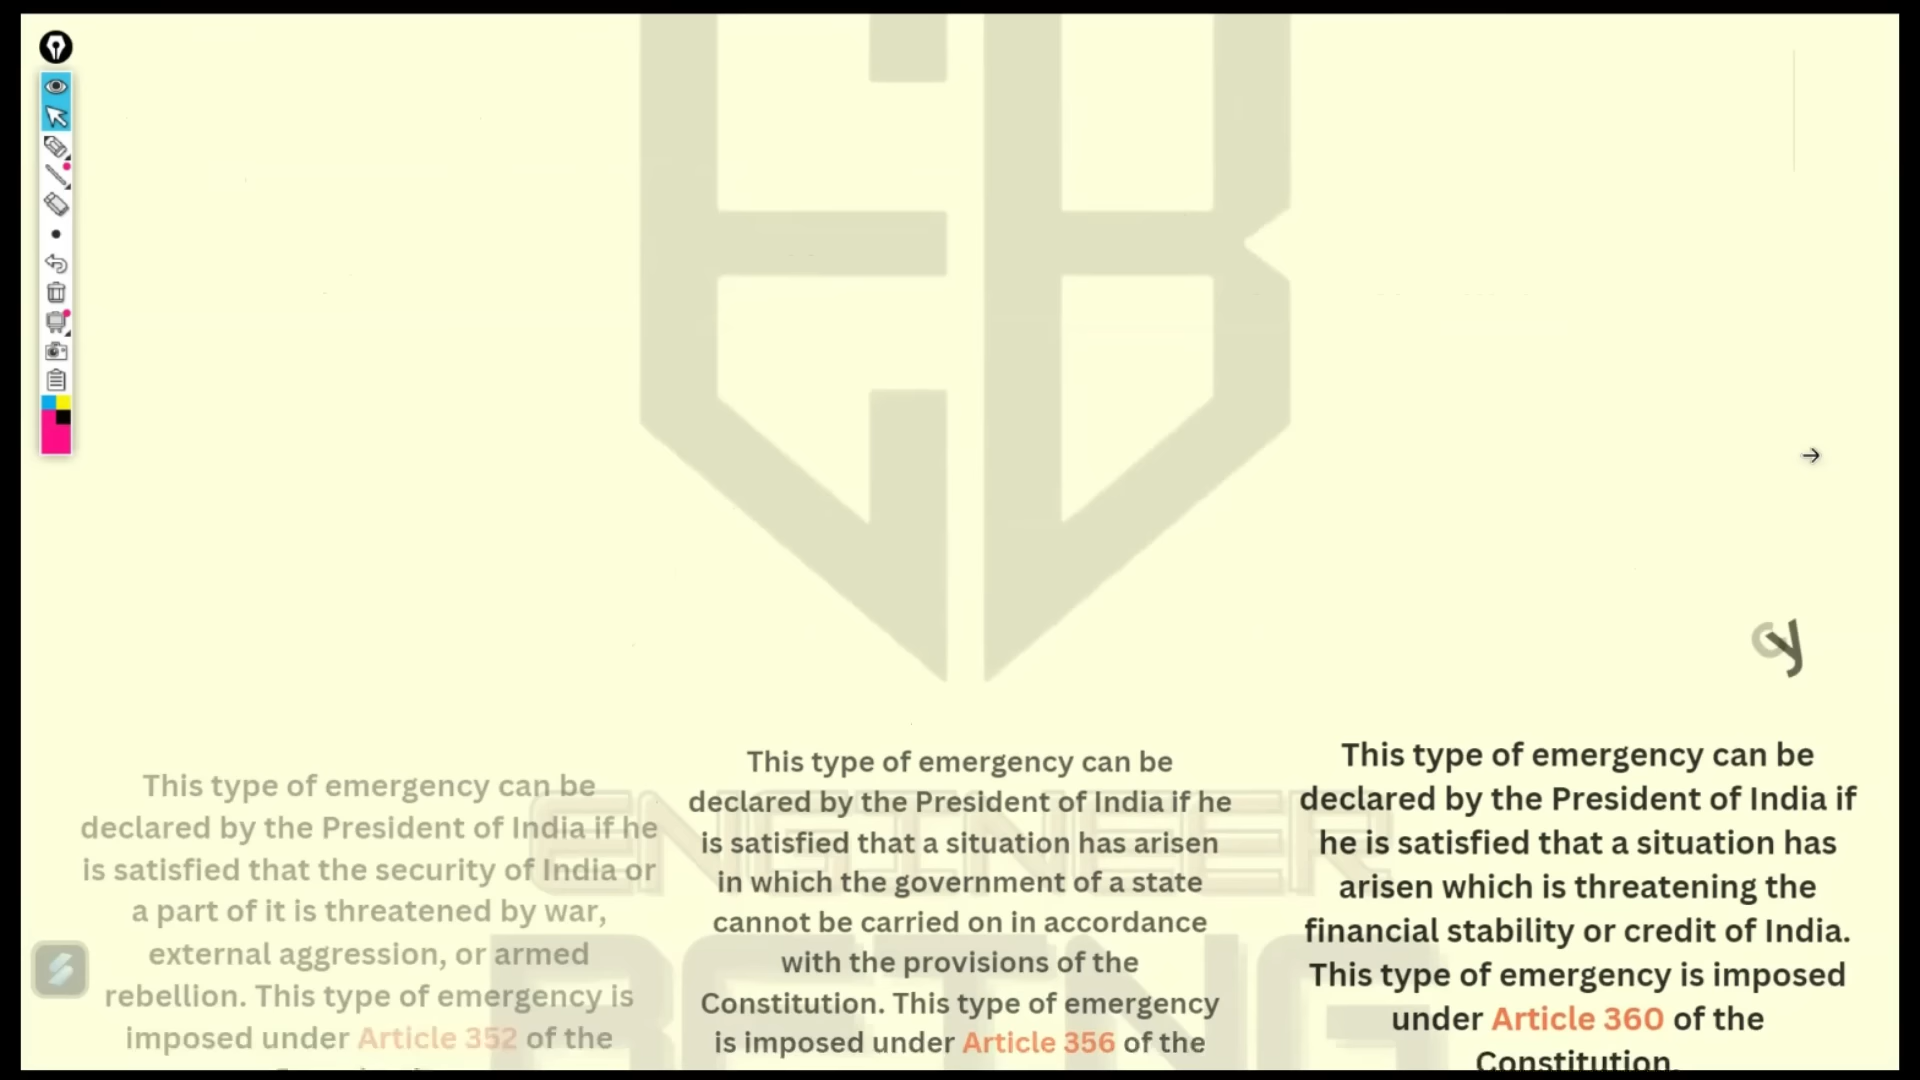 EB
cy
This type of emergency can be
declared by the President of India if he
is satisfied that the security of India or
a part of it is threatened by war,
external aggression, or armed
rebellion. This type of emergency is
imposed under Article 352 of the
This type of emergency can be
declared by the President of India if he
is satisfied that a situation has arisen
in which the government of a state
cannot be carried on in accordance
with the provisions of the
Constitution. This type of emergency
is imposed under Article 356 of the
This type of emergency can be
declared by the President of India if
he is satisfied that a situation has
arisen which is threatening the
financial stability or credit of India.
This type of emergency is imposed
under Article 360 of the
Constitution.
ENGINEER
BEING